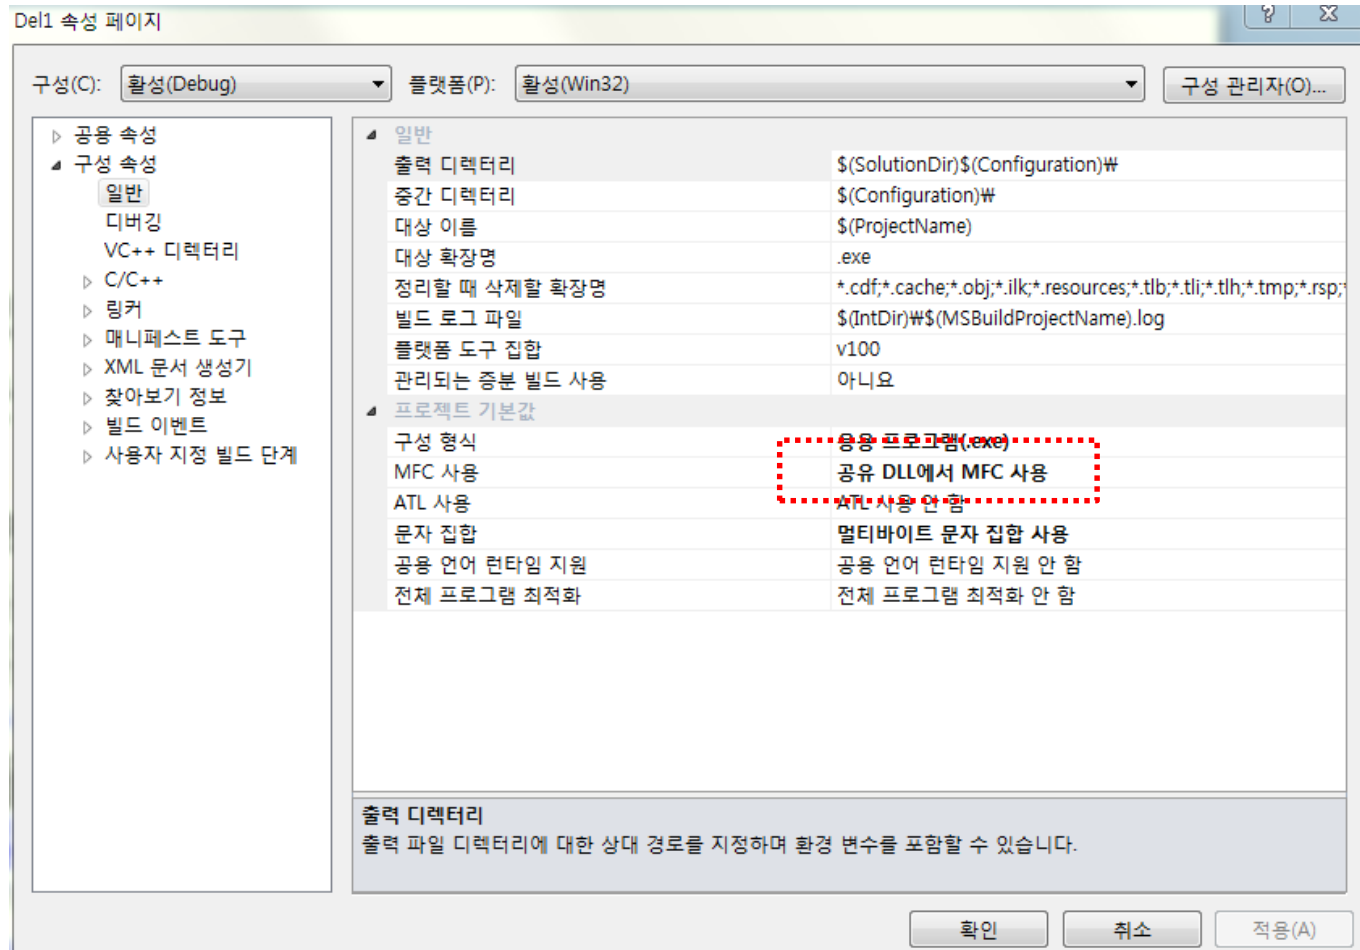 Del1 속성 페이지
구성(C): 활성(Debug) 플랫폼(P): 활성(Win32) 구성 관리자(O)...
공용 속성
구성 속성
일반
디버깅
VC++ 디렉터리
C/C++
링커
매니페스트 도구
XML 문서 생성기
찾아보기 정보
빌드 이벤트
사용자 지정 빌드 단계
일반
출력 디렉터리 $(SolutionDir)$(Configuration)₩
중간 디렉터리 $(Configuration)₩
대상 이름 $(ProjectName)
대상 확장명 .exe
정리할 때 삭제할 확장명 *.cdf;*.cache;*.obj;*.ilk;*.resources;*.tlb;*.tli;*.tlh;*.tmp;*.rsp;
빌드 로그 파일 $(IntDir)₩$(MSBuildProjectName).log
플랫폼 도구 집합 v100
관리되는 증분 빌드 사용 아니요
프로젝트 기본값
구성 형식 응용 프로그램(.exe)
MFC 사용 공유 DLL에서 MFC 사용
ATL 사용 ATL 사용 안 함
문자 집합 멀티바이트 문자 집합 사용
공용 언어 런타임 지원 공용 언어 런타임 지원 안 함
전체 프로그램 최적화 전체 프로그램 최적화 안 함
출력 디렉터리
출력 파일 디렉터리에 대한 상대 경로를 지정하며 환경 변수를 포함할 수 있습니다.
확인 취소 적용(A)